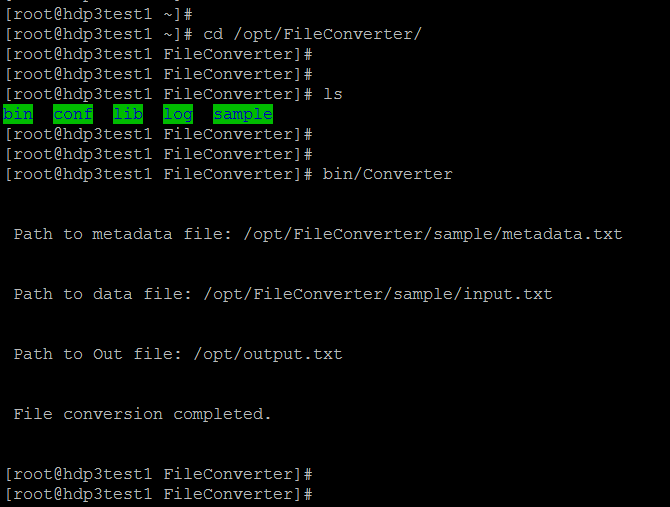 [root@hdp3test1 ~]#
[root@hdp3test1 ~]# cd /opt/FileConverter/
[root@hdp3test1 FileConverter]#
[root@hdp3test1 FileConverter]#
[root@hdp3test1 FileConverter]# ls
bin conf lib log sample
[root@hdp3test1 FileConverter]#
[root@hdp3test1 FileConverter]#
[root@hdp3test1 FileConverter]# bin/Converter
Path to metadata file: /opt/FileConverter/sample/metadata.txt
Path to data file: /opt/FileConverter/sample/input.txt
Path to Out file: /opt/output.txt
File conversion completed.
[root@hdp3test1 FileConverter]#
[root@hdp3test1 FileConverter]#